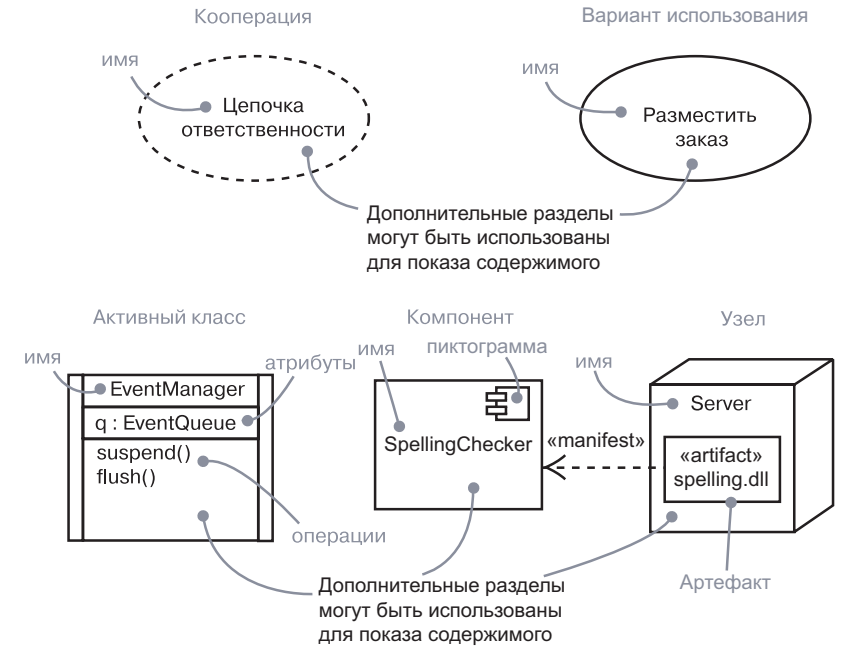 Кооперация
Вариант использования
имя
имя
Цепочка
ответственности
Разместить
заказ
Дополнительные разделы
могут быть использованы
для показа содержимого
Активный класс
Компонент
Узел
имя
атрибуты
имя
пиктограмма
имя
EventManager
q : EventQueue
suspend()
flush()
SpellingChecker
«manifest»
Server
«artifact»
spelling.dll
операции
Артефакт
Дополнительные разделы
могут быть использованы
для показа содержимого